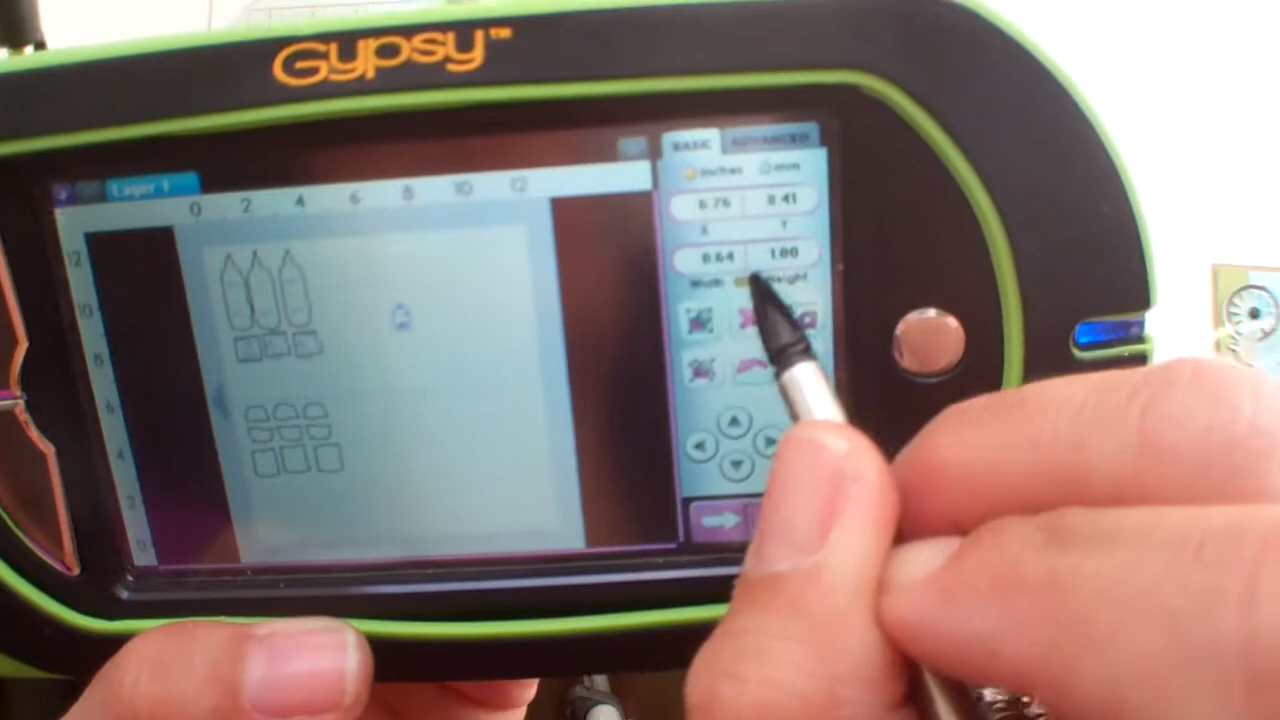 Gypsy™
BASIC ADVANCED
Layer 1
inches mm
0 2 4 6 8 10 12
6.76 8.41
X Y
0.64 1.00
Width Height
12
10
8
6
4
2
0